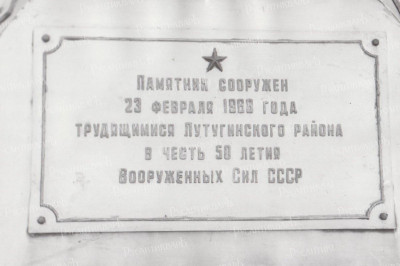 Памятник сооружен
23 февраля 1968 года
трудящимися Лутугинского района
в честь 50 летия
Вооруженных Сил СССР